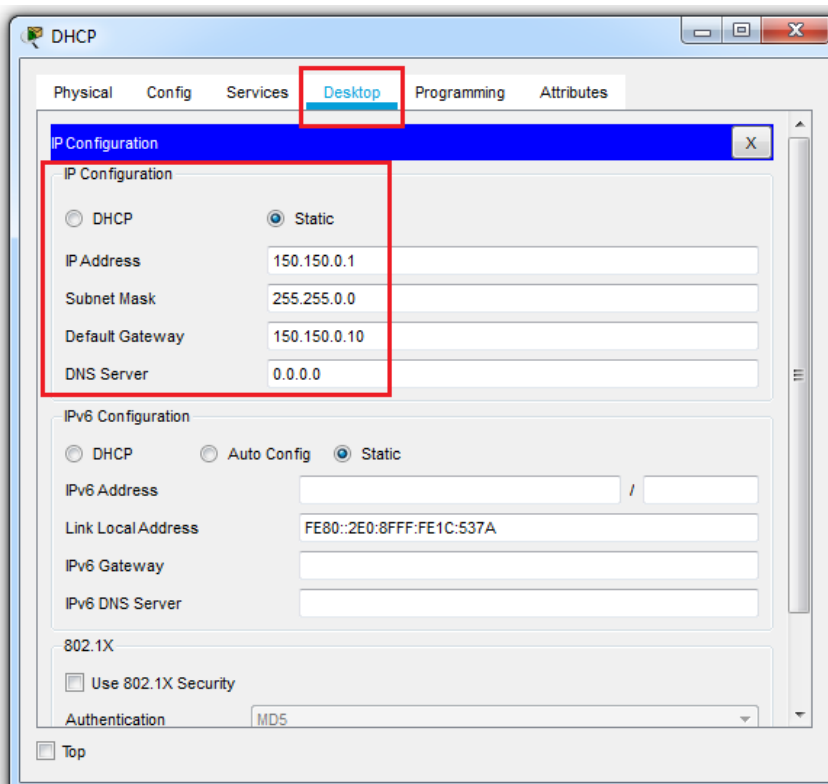 DHCP
X
Physical Config Services Desktop Programming Attributes
IP Configuration X
IP Configuration
DHCP Static
IP Address 150.150.0.1
Subnet Mask 255.255.0.0
Default Gateway 150.150.0.10
DNS Server 0.0.0.0
IPv6 Configuration
DHCP Auto Config Static
IPv6 Address /
Link Local Address FE80::2E0:8FFF:FE1C:537A
IPv6 Gateway
IPv6 DNS Server
802.1X
Use 802.1X Security
Authentication MD5
Top